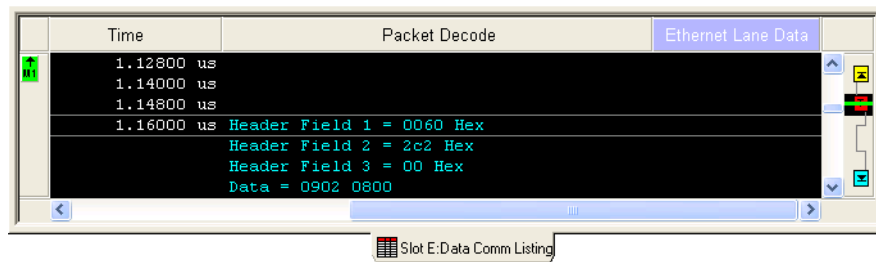 Time Packet Decode Ethernet Lane Data
M1 1.12800 us
1.14000 us
1.14800 us
1.16000 us Header Field 1 = 0060 Hex
Header Field 2 = 2c2 Hex
Header Field 3 = 00 Hex
Data = 0902 0800
Slot E:Data Comm Listing